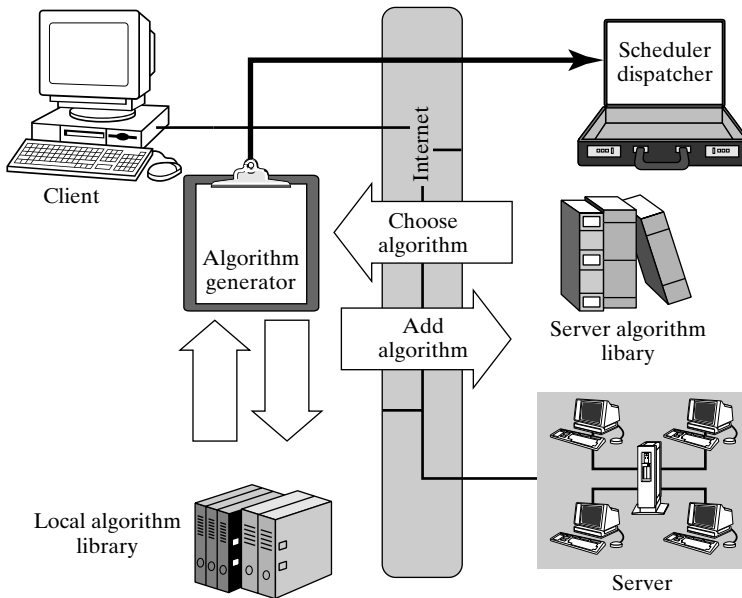 Scheduler
dispatcher
Internet
Client
Choose
algorithm
Algorithm
generator
Add
algorithm
Server algorithm
libary
Local algorithm
library
Server